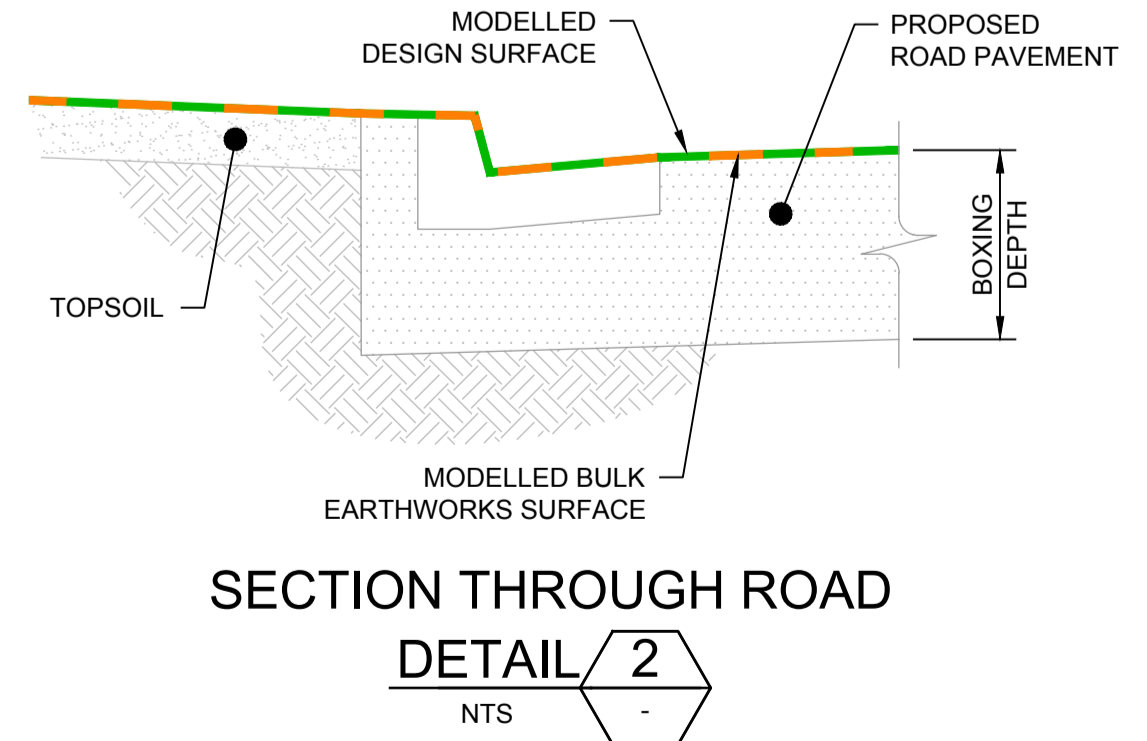 MODELLED
DESIGN SURFACE
PROPOSED
ROAD PAVEMENT
TOPSOIL
BOXING
DEPTH
MODELLED BULK
EARTHWORKS SURFACE
SECTION THROUGH ROAD
DETAIL 2
NTS -